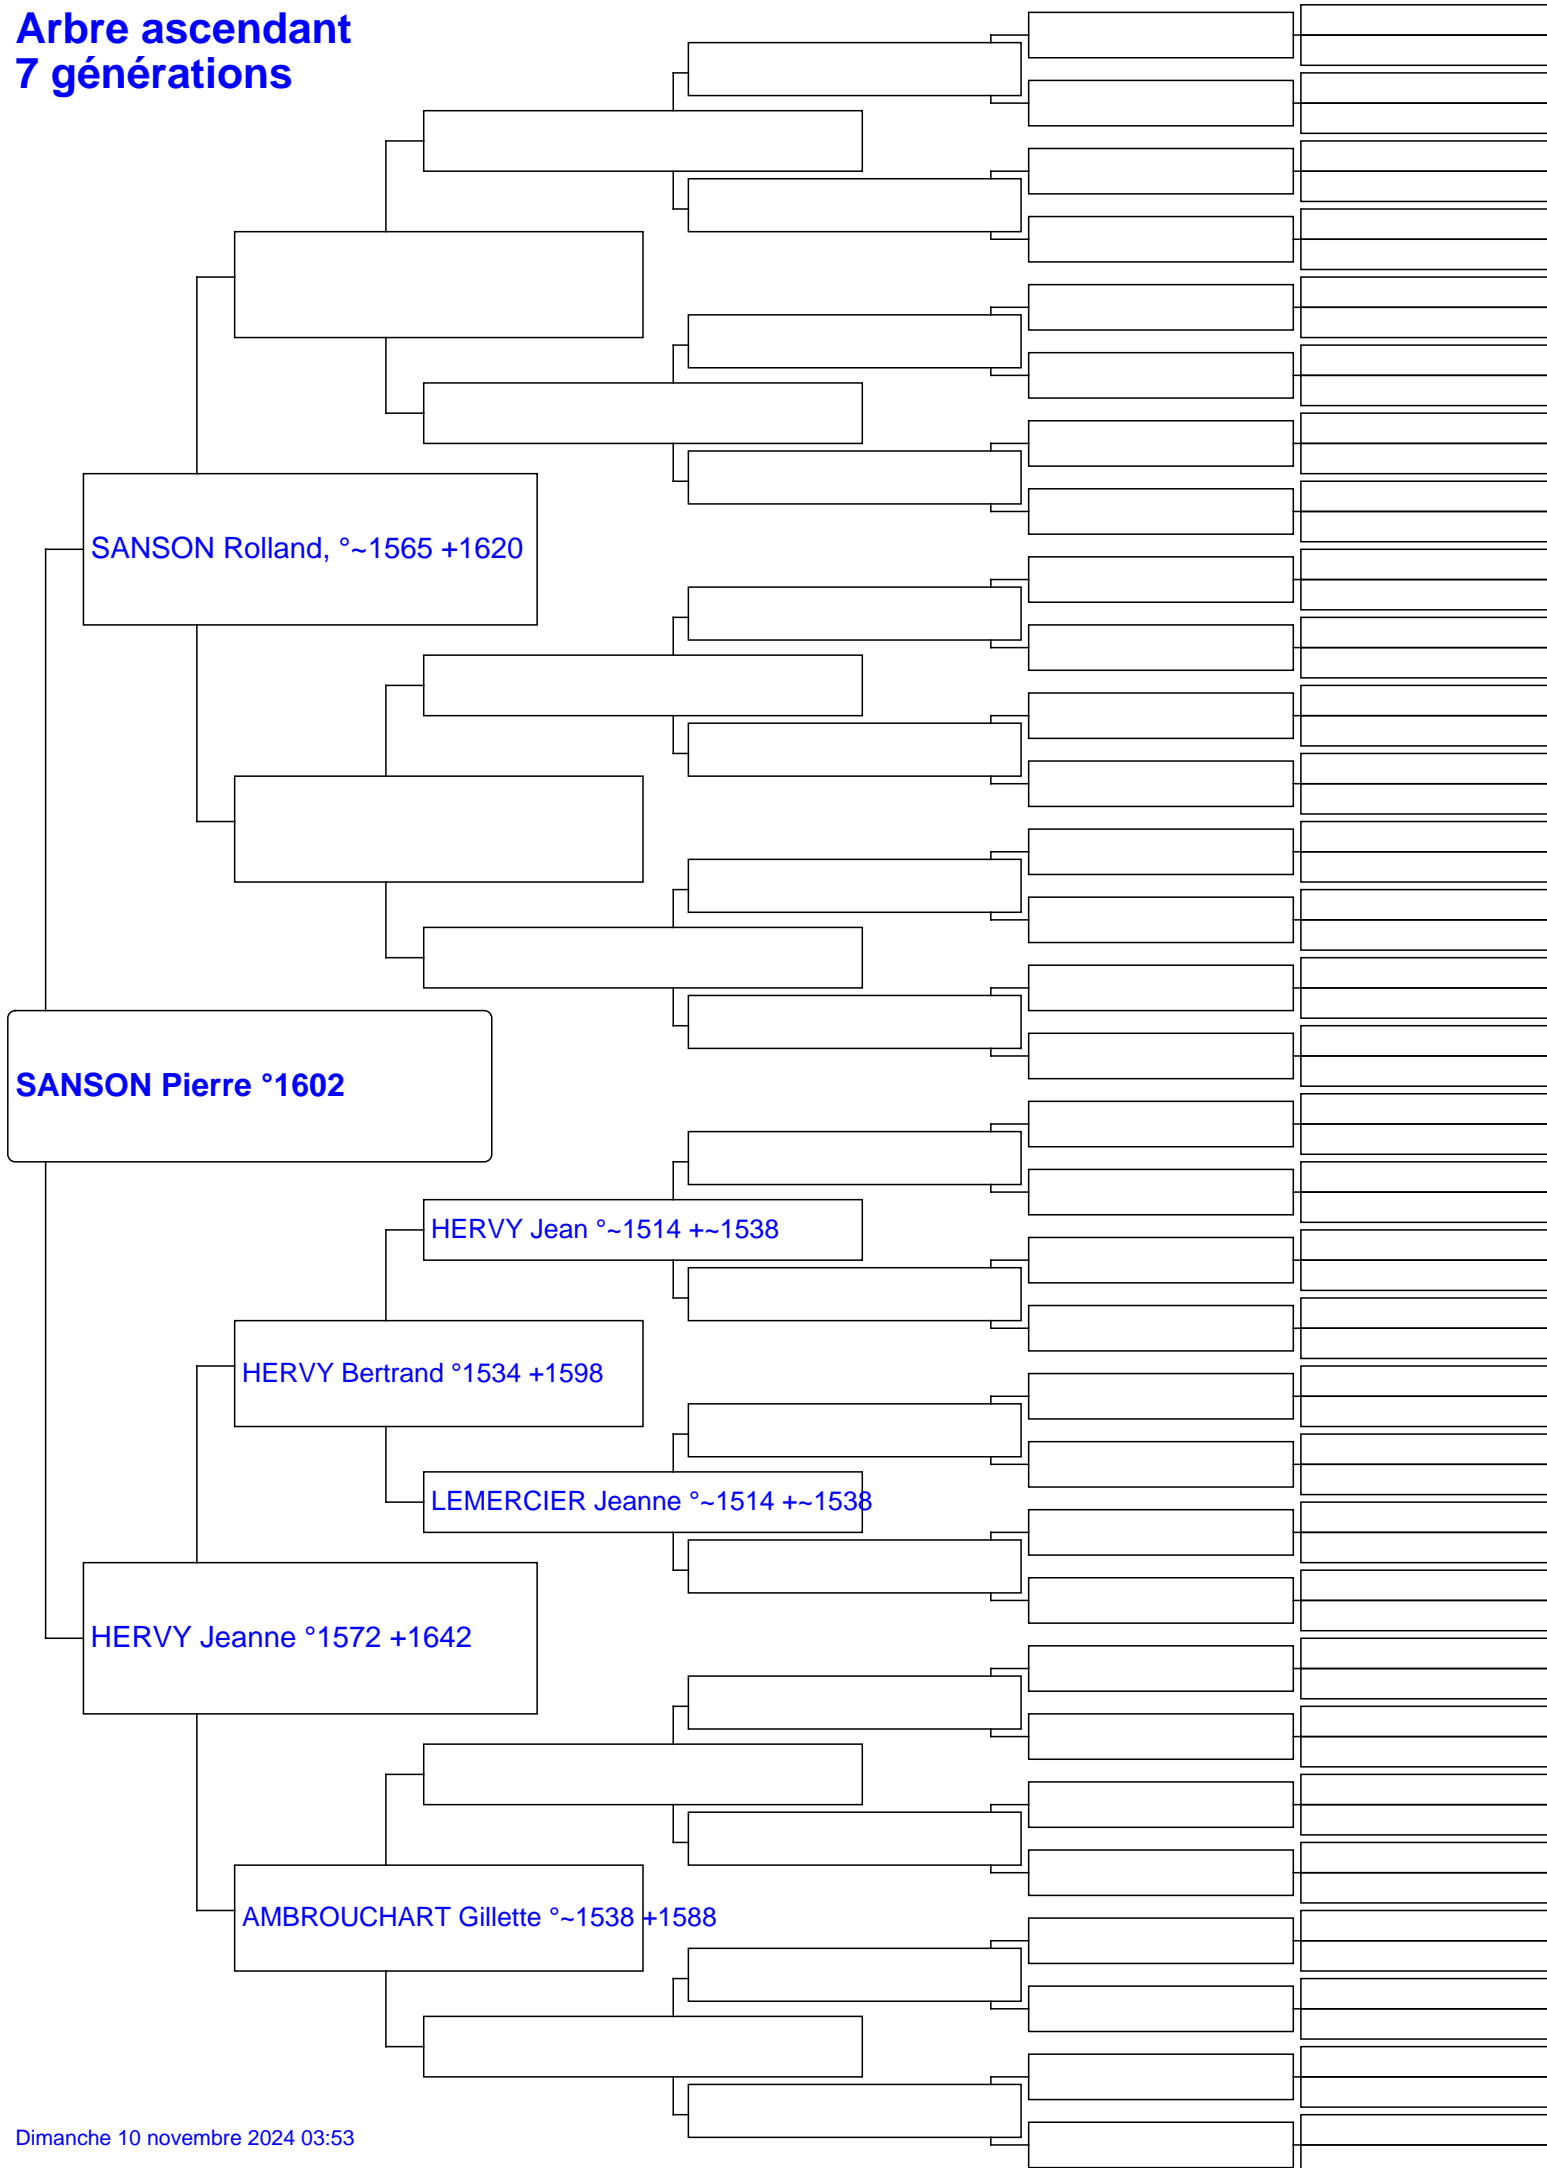 Arbre ascendant
7 générations
SANSON Rolland, °~1565 +1620
SANSON Pierre °1602
HERVY Jean °~1514 +~1538
HERVY Bertrand °1534 +1598
LEMERCIER Jeanne °~1514 +~1538
HERVY Jeanne °1572 +1642
AMBROUCHART Gillette °~1538 +1588
Dimanche 10 novembre 2024 03:53